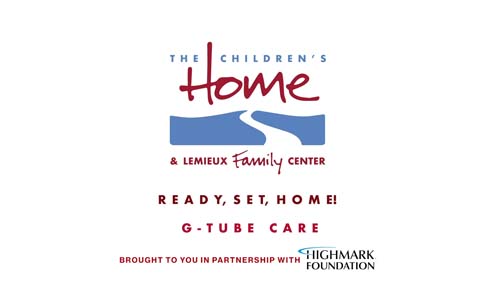 THE CHILDREN'S
Home
& LEMIEUX Family CENTER
READY, SET, HOME!
G-TUBE CARE
BROUGHT TO YOU IN PARTNERSHIP WITH HIGHMARK
FOUNDATION